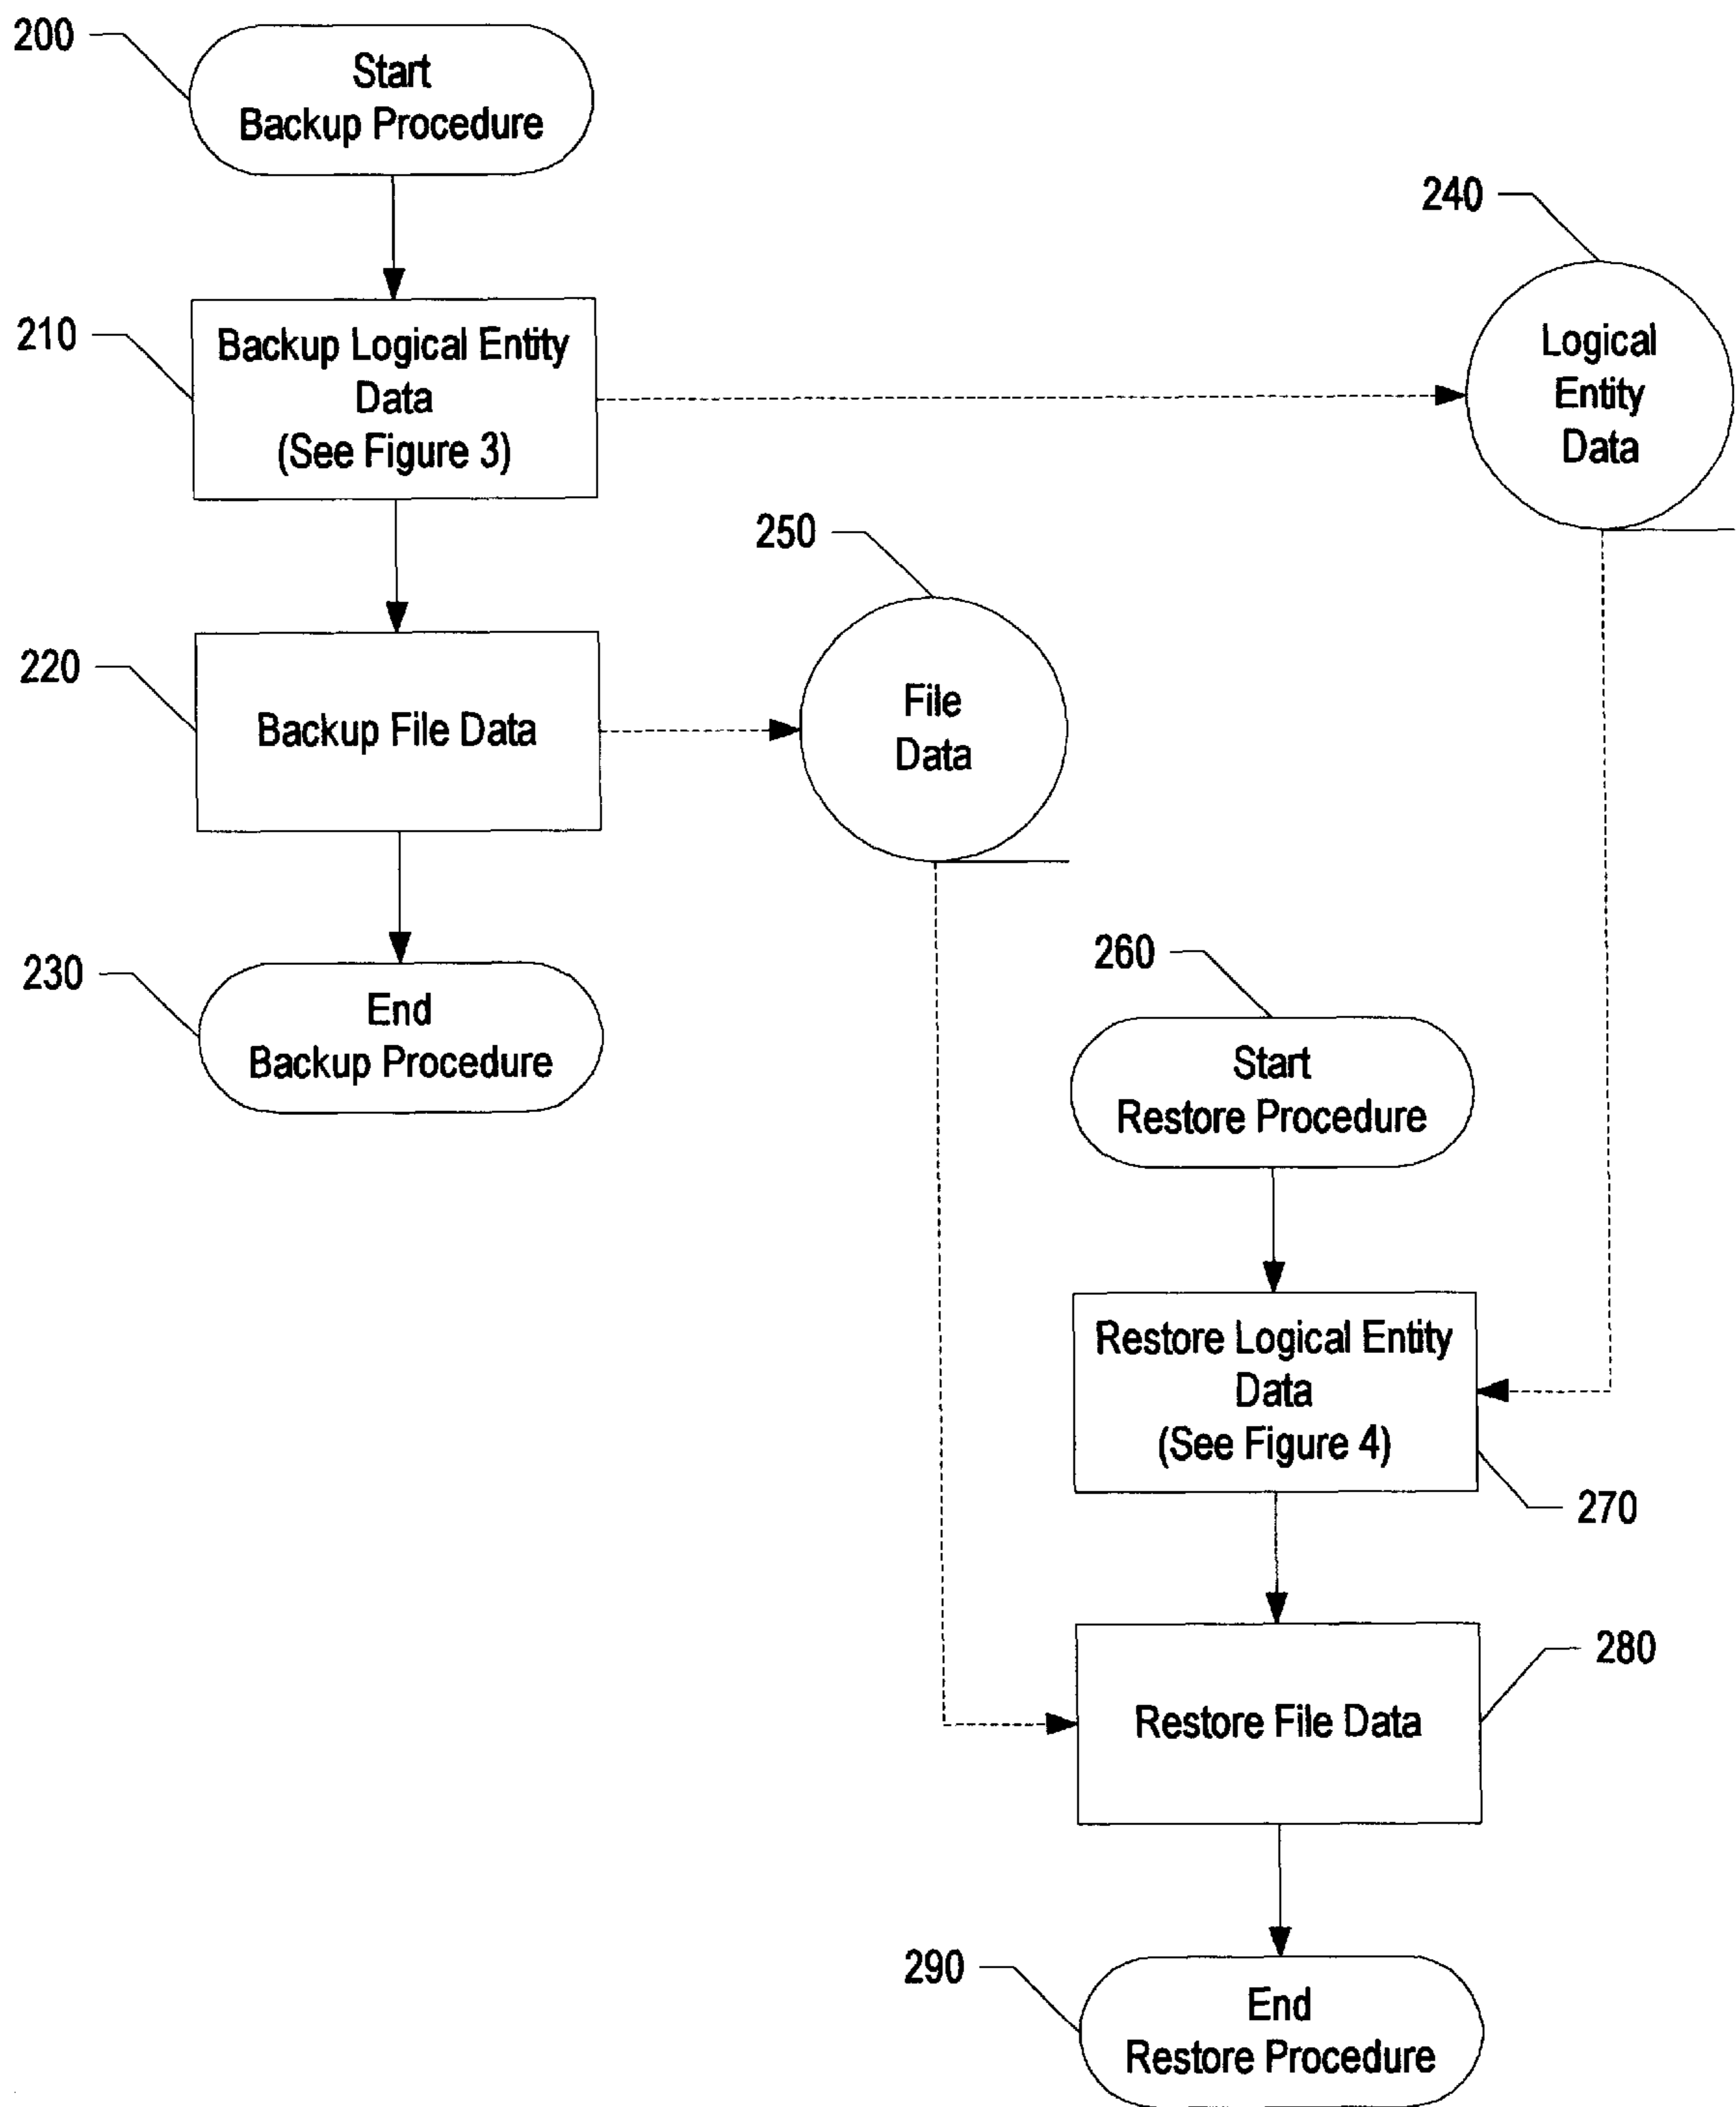 200
Start
Backup Procedure
240
210
Backup Logical Entity
Data
(See Figure 3)
Logical
Entity
Data
250
220
Backup File Data
File
Data
230
End
Backup Procedure
260
Start
Restore Procedure
Restore Logical Entity
Data
(See Figure 4)
270
280
Restore File Data
290
End
Restore Procedure